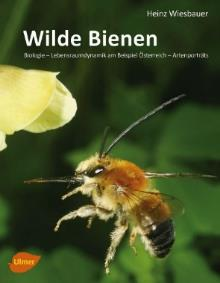 Heinz Wiesbauer
Wilde Bienen
Biologie – Lebensraumdynamik am Beispiel Österreich – Artenporträts
Ulmer